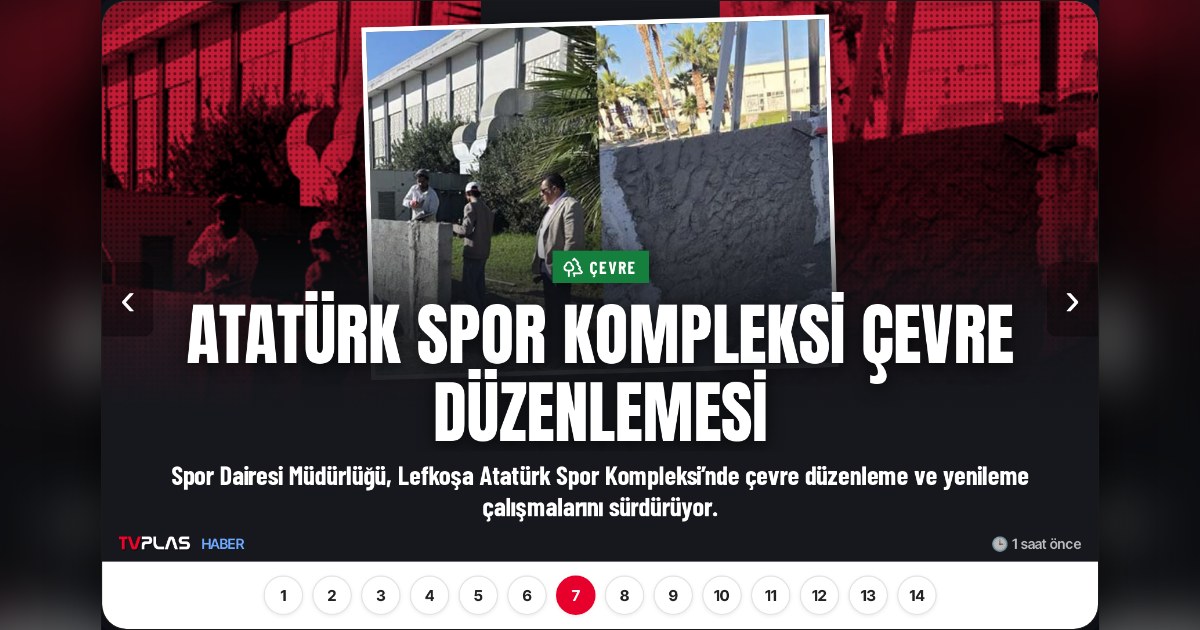 ÇEVRE
ATATÜRK SPOR KOMPLEKSİ ÇEVRE
DÜZENLEMESİ
Spor Dairesi Müdürlüğü, Lefkoşa Atatürk Spor Kompleksi’nde çevre düzenleme ve yenileme
çalışmalarını sürdürüyor.
TVPLAS HABER
1 saat önce
1 2 3 4 5 6 7 8 9 10 11 12 13 14